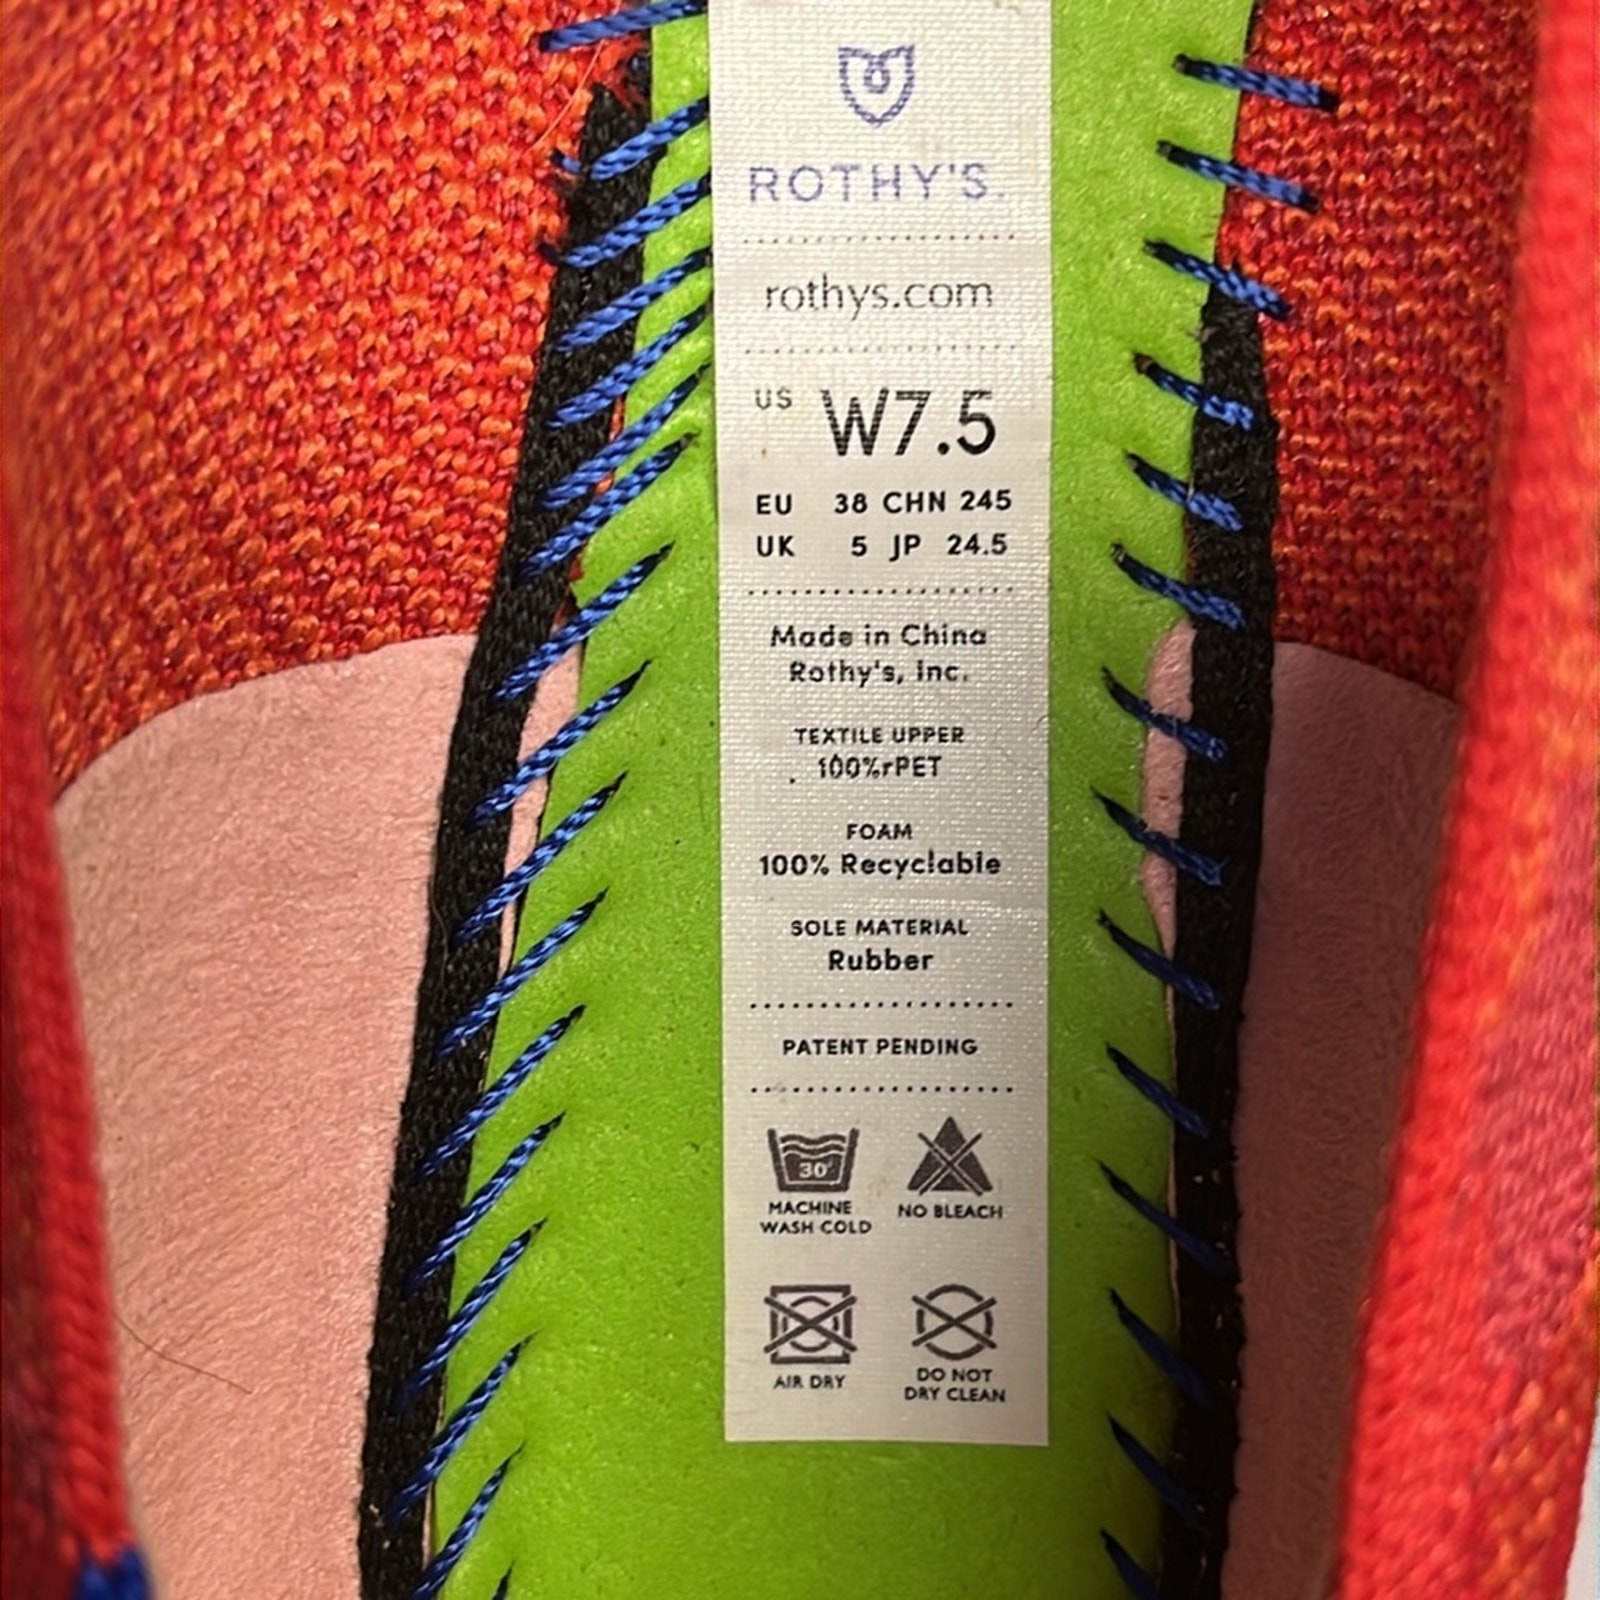 ROTHY'S.
rothys.com
US W7.5
EU 38 CHN 245
UK 5 JP 24.5
Made in China
Rothy's, Inc.
TEXTILE UPPER
100%rPET
FOAM
100% Recyclable
SOLE MATERIAL
Rubber
PATENT PENDING
30°
MACHINE
WASH COLD
NO BLEACH
AIR DRY
DO NOT
DRY CLEAN